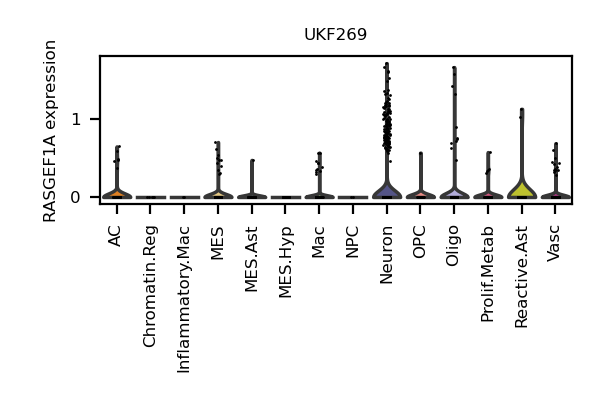 UKF269
RASGEF1A expression
1
0
AC
Chromatin.Reg
Inflammatory.Mac
MES
MES.Ast
MES.Hyp
Mac
NPC
Neuron
OPC
Oligo
Prolif.Metab
Reactive.Ast
Vasc